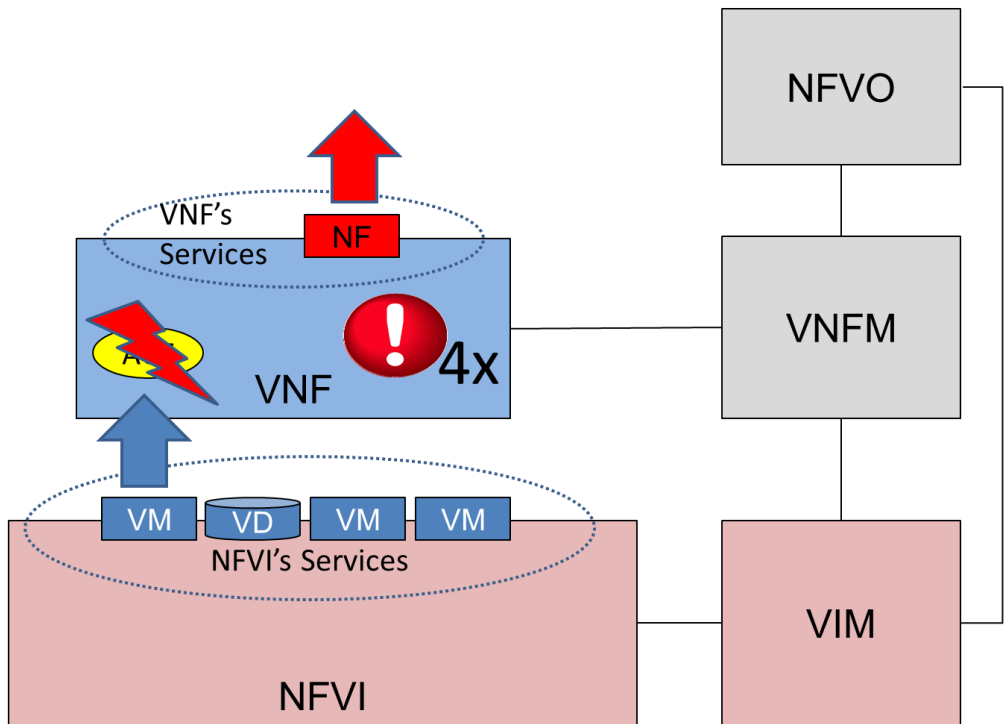 NFVO
VNF's
Services
NF
VNFM
4x
VNF
VM
VD
VM
VM
NFVI's Services
VIM
NFVI